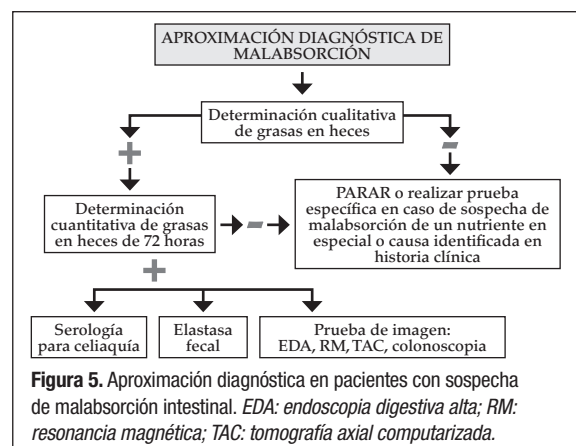 APROXIMACIÓN DIAGNÓSTICA DE
MALABSORCIÓN
Determinación cualitativa
de grasas en heces
+
-
Determinación
cuantitativa de grasas
en heces de 72 horas
-
PARAR o realizar prueba
específica en caso de sospecha de
malabsorción de un nutriente en
especial o causa identificada en
historia clínica
+
Serología
para celiaquía
Elastasa
fecal
Prueba de imagen:
EDA, RM, TAC, colonoscopia
Figura 5. Aproximación diagnóstica en pacientes con sospecha
de malabsorción intestinal. EDA: endoscopia digestiva alta; RM:
resonancia magnética; TAC: tomografía axial computarizada.